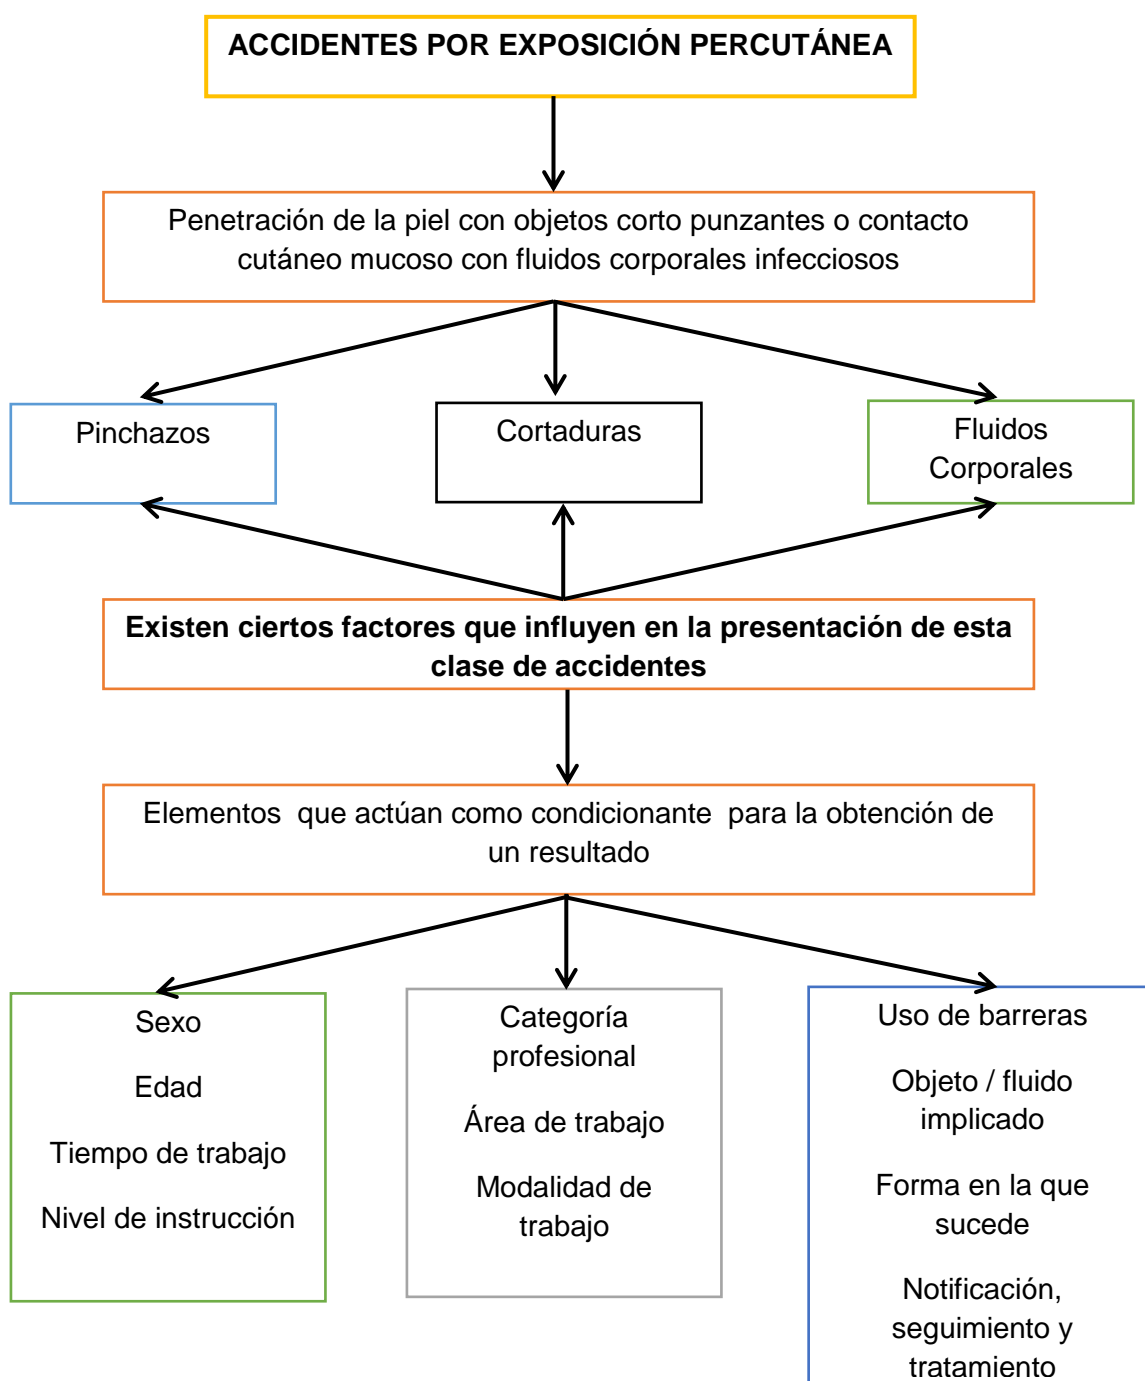 ACCIDENTES POR EXPOSICIÓN PERCUTÁNEA
Penetración de la piel con objetos corto punzantes o contacto
cutáneo mucoso con fluidos corporales infecciosos
Pinchazos
Cortaduras
Fluidos
Corporales
Existen ciertos factores que influyen en la presentación de esta
clase de accidentes
Elementos  que actúan como condicionante  para la obtención de
un resultado
Sexo
Edad
Tiempo de trabajo
Nivel de instrucción
Categoría
profesional
Área de trabajo
Modalidad de
trabajo
Uso de barreras
Objeto / fluido
implicado
Forma en la que
sucede
Notificación,
seguimiento y
tratamiento